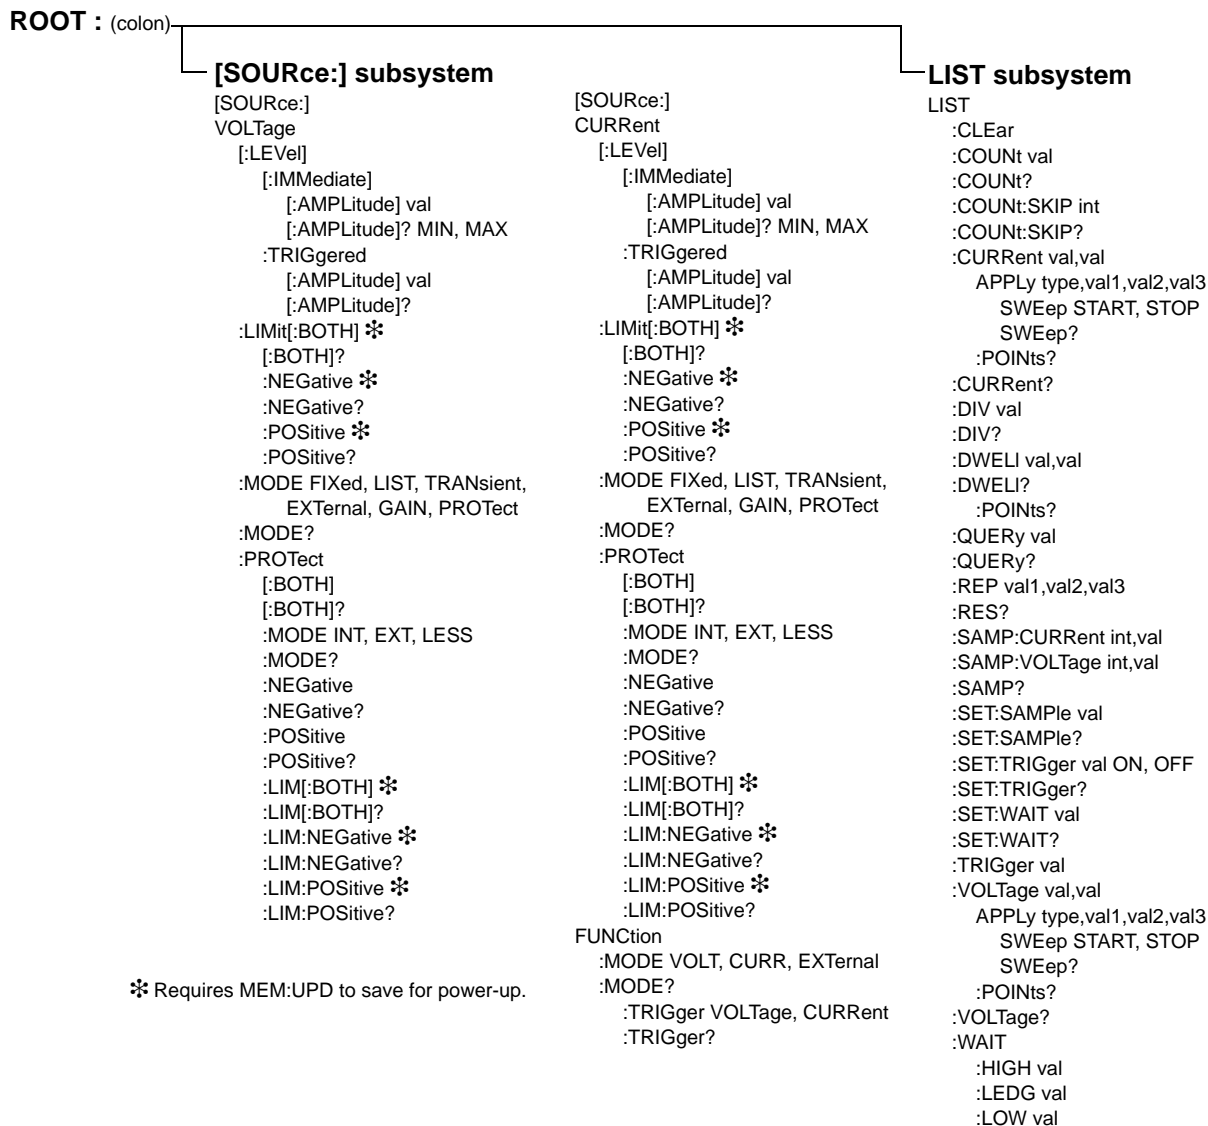 ROOT : (colon)
[SOURce:] subsystem
[SOURce:]
VOLTage
[:LEVel]
[:IMMediate]
[:AMPLitude] val
[:AMPLitude]? MIN, MAX
:TRIGgered
[:AMPLitude] val
[:AMPLitude]?
:LIMit[:BOTH] ✻
[:BOTH]?
:NEGative ✻
:NEGative?
:POSitive ✻
:POSitive?
:MODE FIXed, LIST, TRANsient,
EXTernal, GAIN, PROTect
:MODE?
:PROTect
[:BOTH]
[:BOTH]?
:MODE INT, EXT, LESS
:MODE?
:NEGative
:NEGative?
:POSitive
:POSitive?
:LIM[:BOTH] ✻
:LIM[:BOTH]?
:LIM:NEGative ✻
:LIM:NEGative?
:LIM:POSitive ✻
:LIM:POSitive?
✻ Requires MEM:UPD to save for power-up.
[SOURce:]
CURRent
[:LEVel]
[:IMMediate]
[:AMPLitude] val
[:AMPLitude]? MIN, MAX
:TRIGgered
[:AMPLitude] val
[:AMPLitude]?
:LIMit[:BOTH] ✻
[:BOTH]?
:NEGative ✻
:NEGative?
:POSitive ✻
:POSitive?
:MODE FIXed, LIST, TRANsient,
EXTernal, GAIN, PROTect
:MODE?
:PROTect
[:BOTH]
[:BOTH]?
:MODE INT, EXT, LESS
:MODE?
:NEGative
:NEGative?
:POSitive
:POSitive?
:LIM[:BOTH] ✻
:LIM[:BOTH]?
:LIM:NEGative ✻
:LIM:NEGative?
:LIM:POSitive ✻
:LIM:POSitive?
FUNCtion
:MODE VOLT, CURR, EXTernal
:MODE?
:TRIGger VOLTage, CURRent
:TRIGger?
LIST subsystem
LIST
:CLEar
:COUNt val
:COUNt?
:COUNt:SKIP int
:COUNt:SKIP?
:CURRent val,val
APPLy type,val1,val2,val3
SWEep START, STOP
SWEep?
:POINts?
:CURRent?
:DIV val
:DIV?
:DWELl val,val
:DWELl?
:POINts?
:QUERy val
:QUERy?
:REP val1,val2,val3
:RES?
:SAMP:CURRent int,val
:SAMP:VOLTage int,val
:SAMP?
:SET:SAMPle val
:SET:SAMPle?
:SET:TRIGger val ON, OFF
:SET:TRIGger?
:SET:WAIT val
:SET:WAIT?
:TRIGger val
:VOLTage val,val
APPLy type,val1,val2,val3
SWEep START, STOP
SWEep?
:POINts?
:VOLTage?
:WAIT
:HIGH val
:LEDG val
:LOW val